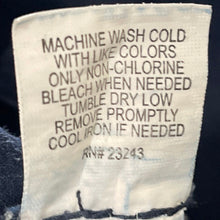 MACHINE WASH COLD
WITH LIKE COLORS
ONLY NON-CHLORINE
BLEACH WHEN NEEDED
TUMBLE DRY LOW
REMOVE PROMPTLY
COOL IRON IF NEEDED
RN# 23243